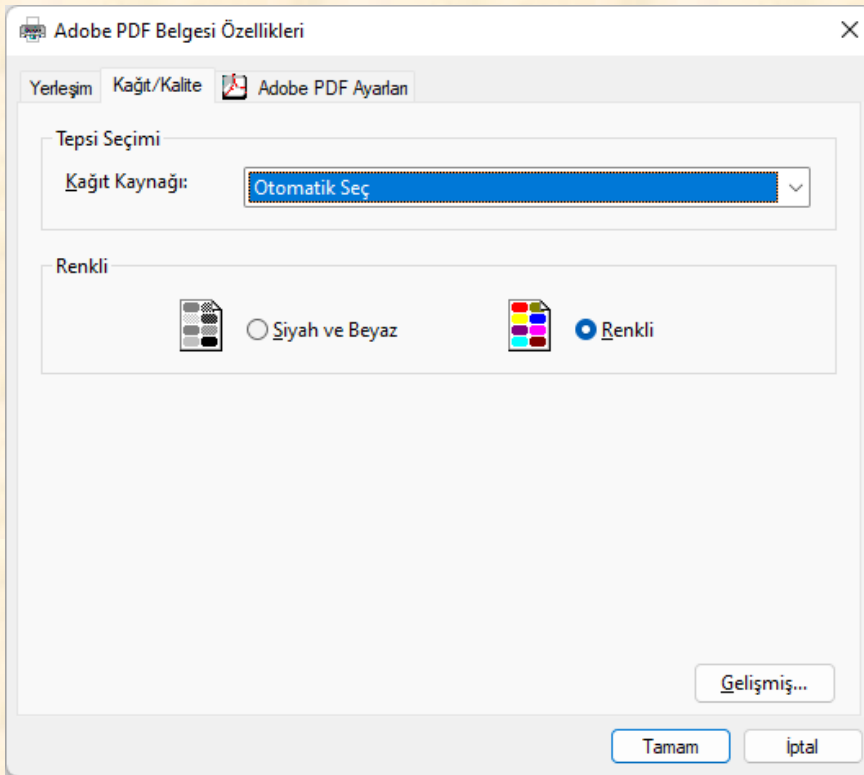 Adobe PDF Belgesi Özellikleri
Yerleşim Kağıt/Kalite Adobe PDF Ayarları
Tepsi Seçimi
Kağıt Kaynağı: Otomatik Seç
Renkli
Siyah ve Beyaz Renkli
Gelişmiş...
Tamam İptal